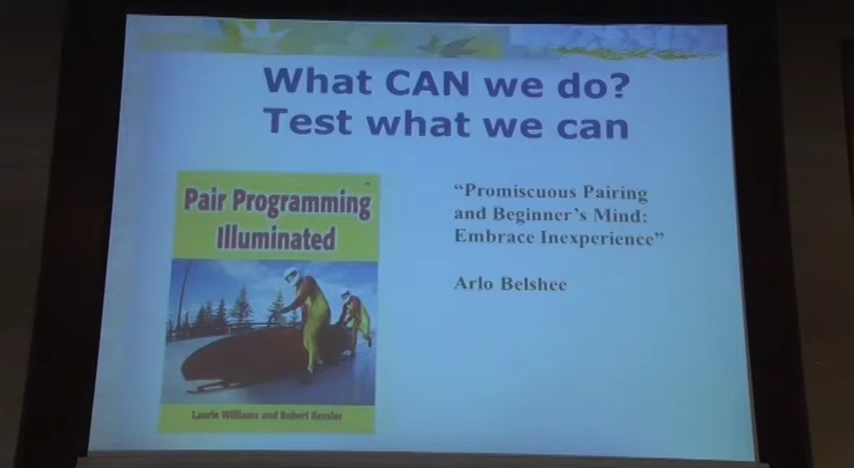 What CAN we do?
Test what we can
Pair Programming
Illuminated
Laurie Williams and Robert Kessler
“Promiscuous Pairing
and Beginner’s Mind:
Embrace Inexperience”
Arlo Belshee